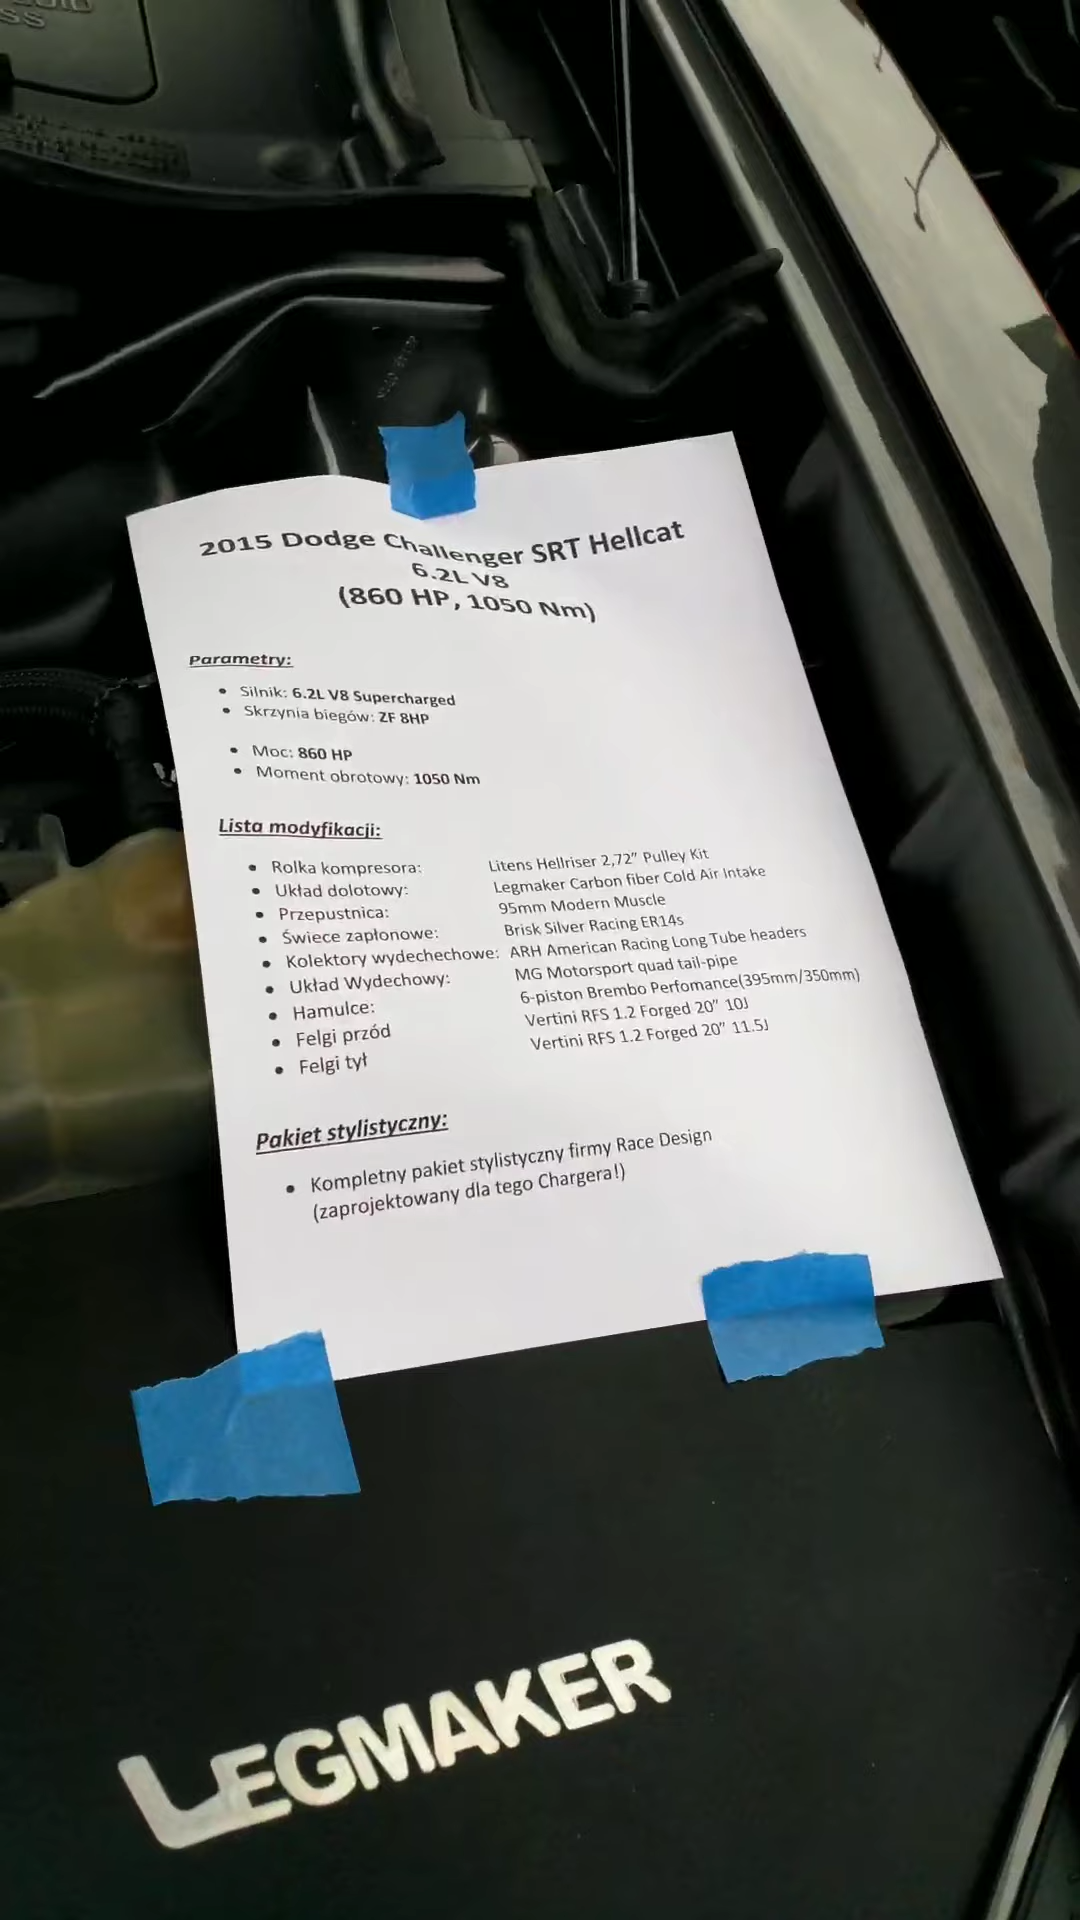 SS
2015 Dodge Challenger SRT Hellcat
6.2L V8
(860 HP, 1050 Nm)
Parametry:
• Silnik: 6.2L V8 Supercharged
• Skrzynia biegów: ZF 8HP
• Moc: 860 HP
• Moment obrotowy: 1050 Nm
Lista modyfikacji:
• Rolka kompresora: Litens Hellriser 2,72” Pulley Kit
• Układ dolotowy: Legmaker Carbon fiber Cold Air Intake
• Przepustnica: 95mm Modern Muscle
• Świece zapłonowe: Brisk Silver Racing ER14s
• Kolektory wydechechowe: ARH American Racing Long Tube headers
• Układ Wydechowy: MG Motorsport quad tail-pipe
• Hamulce: 6-piston Brembo Perfomance(395mm/350mm)
• Felgi przód Vertini RFS 1.2 Forged 20” 10J
• Felgi tył Vertini RFS 1.2 Forged 20” 11.5J
Pakiet stylistyczny:
• Kompletny pakiet stylistyczny firmy Race Design
(zaprojektowany dla tego Chargera!)
LEGMAKER